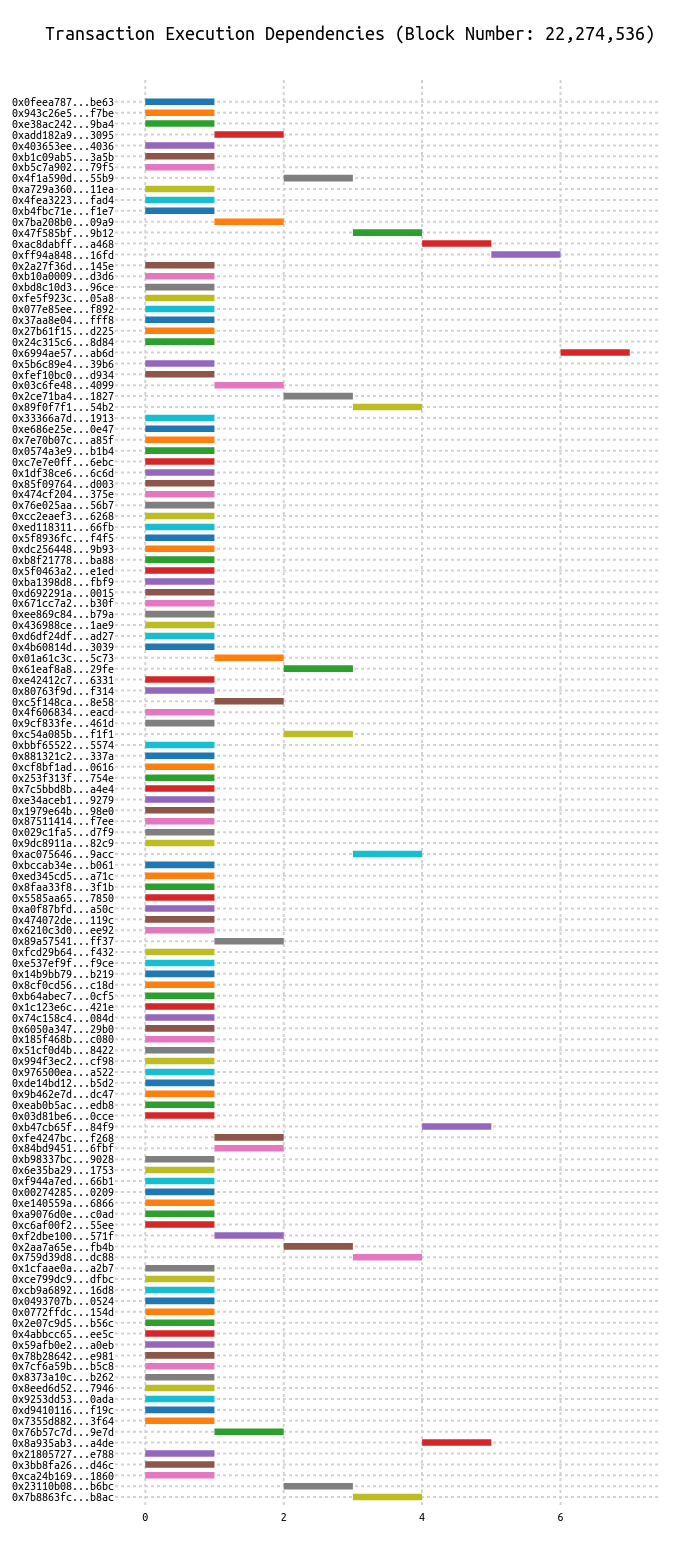 Transaction Execution Dependencies (Block Number: 22,274,536)
0x0feea787...be63
0x943c26e5...f7be
0xe38ac242...9ba4
0xadd182a9...3095
0x403653ee...4036
0xb1c09ab5...3a5b
0xb5c7a902...79f5
0x4f1a590d...55b9
0xa729a360...11ea
0x4fea3223...fad4
0xb4fbc71e...f1e7
0x7ba208b0...09a9
0x47f585bf...9b12
0xac8dabff...a468
0xff94a848...16fd
0x2a27f36d...145e
0xb10a0009...d3d6
0xbd8c10d3...96ce
0xfe5f923c...05a8
0x077e85ee...f892
0x37aa8e04...fff8
0x27b61f15...d225
0x24c315c6...8d84
0x6994ae57...ab6d
0x5b6c89e4...39b6
0xfef10bc0...d934
0x03c6fe48...4099
0x2ce71ba4...1827
0x89f0f7f1...54b2
0x33366a7d...1913
0xe686e25e...0e47
0x7e70b07c...a85f
0x0574a3e9...b1b4
0xc7e7e0ff...6ebc
0x1df38ce6...6c6d
0x85f09764...d003
0x474cf204...375e
0x76e025aa...56b7
0xcc2eaef3...6268
0xed118311...66fb
0x5f8936fc...f4f5
0xdc256448...9b93
0xb8f21778...ba88
0x5f0463a2...e1ed
0xba1398d8...fbf9
0xd692291a...0015
0x671cc7a2...b30f
0xee869c84...b79a
0x436988ce...1ae9
0xd6df24df...ad27
0x4b60814d...3039
0x01a61c3c...5c73
0x61eaf8a8...29fe
0xe42412c7...6331
0x80763f9d...f314
0xc5f148ca...8e58
0x4f606834...eacd
0x9cf833fe...461d
0xc54a085b...f1f1
0xbbf65522...5574
0x881321c2...337a
0xcf8bf1ad...0616
0x253f313f...754e
0x7c5bbd8b...a4e4
0xe34aceb1...9279
0x1979e64b...98e0
0x87511414...f7ee
0x029c1fa5...d7f9
0x9dc8911a...82c9
0xac075646...9acc
0xbccab34e...b061
0xed345cd5...a71c
0x8faa33f8...3f1b
0x5585aa65...7850
0xa0f87bfd...a50c
0x474072de...119c
0x6210c3d0...ee92
0x89a57541...ff37
0xfcd29b64...f432
0xe537ef9f...f9ce
0x14b9bb79...b219
0x8cf0cd56...c18d
0xb64abec7...0cf5
0x1c123e6c...421e
0x74c158c4...084d
0x6050a347...29b0
0x185f468b...c080
0x51cf0d4b...8422
0x994f3ec2...cf98
0x976500ea...a522
0xde14bd12...b5d2
0x9b462e7d...dc47
0xeab0b5ac...edb8
0x03d81be6...0cce
0xb47cb65f...84f9
0xfe4247bc...f268
0x84bd9451...6fbf
0xb98337bc...9028
0x6e35ba29...1753
0xf944a7ed...66b1
0x00274285...0209
0xe140559a...6866
0xa9076d0e...c0ad
0xc6af00f2...55ee
0xf2dbe100...571f
0x2aa7a65e...fb4b
0x759d39d8...dc88
0x1cfaae0a...a2b7
0xce799dc9...dfbc
0xcb9a6892...16d8
0x0493707b...0524
0x0772ffdc...154d
0x2e07c9d5...b56c
0x4abbcc65...ee5c
0x59afb0e2...a0eb
0x78b28642...e981
0x7cf6a59b...b5c8
0x8373a10c...b262
0x8eed6d52...7946
0x9253dd53...0ada
0xd9410116...f19c
0x7355d882...3f64
0x76b57c7d...9e7d
0x8a935ab3...a4de
0x21805727...e788
0x3bb8fa26...d46c
0xca24b169...1860
0x23110b08...b6bc
0x7b8863fc...b8ac
0 2 4 6